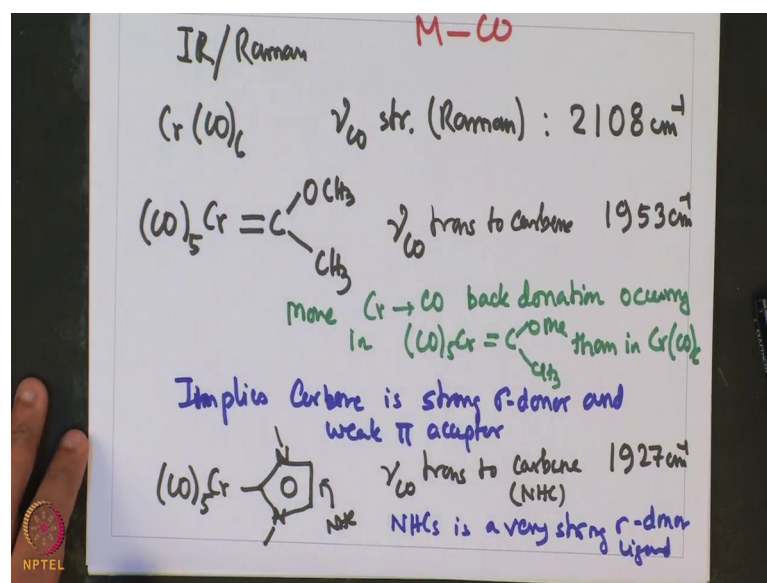 M-CO
IR/Raman
Cr(CO)6 νCO str. (Raman) : 2108 cm⁻¹
(CO)5Cr=C OCH3 CH3 νCO trans to carbene 1953 cm⁻¹
More Cr→CO back donation occurry
in (CO)5Cr=C OMe CH3 than in Cr(CO)6
Implies Carbene is strong σ-donor and
weak π acceptor
(CO)5Cr- N N NHC νCO trans to carbene 1927 cm⁻¹
(NHC)
NHCs is a very strong σ-donor
ligand
NPTEL